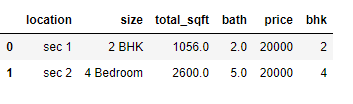 location size total_sqft bath price bhk
0 sec 1 2 BHK 1056.0 2.0 20000 2
1 sec 2 4 Bedroom 2600.0 5.0 20000 4